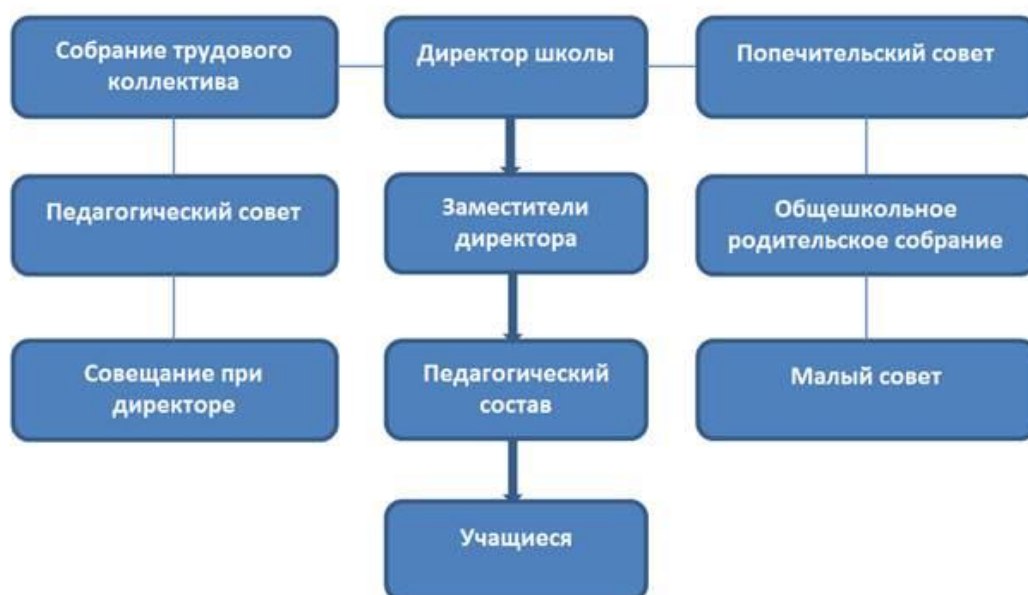 Собрание трудового
коллектива
Директор школы
Попечительский совет
Педагогический совет
Заместители
директора
Общешкольное
родительское собрание
Совещание при
директоре
Педагогический
состав
Малый совет
Учащиеся